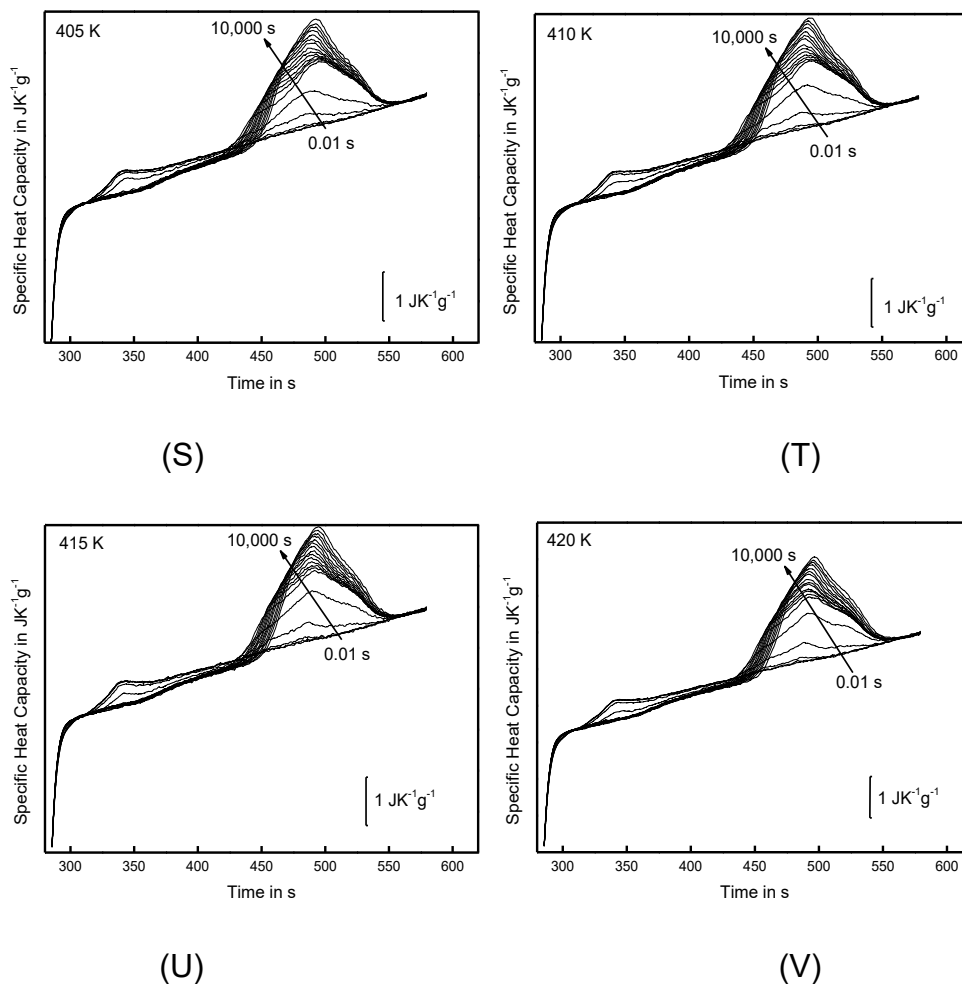 405 K
10,000 s
0.01 s
1 JK⁻¹g⁻¹
Specific Heat Capacity in JK⁻¹g⁻¹
300 350 400 450 500 550 600
Time in s
(S)
410 K
10,000 s
0.01 s
1 JK⁻¹g⁻¹
Specific Heat Capacity in JK⁻¹g⁻¹
300 350 400 450 500 550 600
Time in s
(T)
415 K
10,000 s
0.01 s
1 JK⁻¹g⁻¹
Specific Heat Capacity in JK⁻¹g⁻¹
300 350 400 450 500 550 600
Time in s
(U)
420 K
10,000 s
0.01 s
1 JK⁻¹g⁻¹
Specific Heat Capacity in JK⁻¹g⁻¹
300 350 400 450 500 550 600
Time in s
(V)